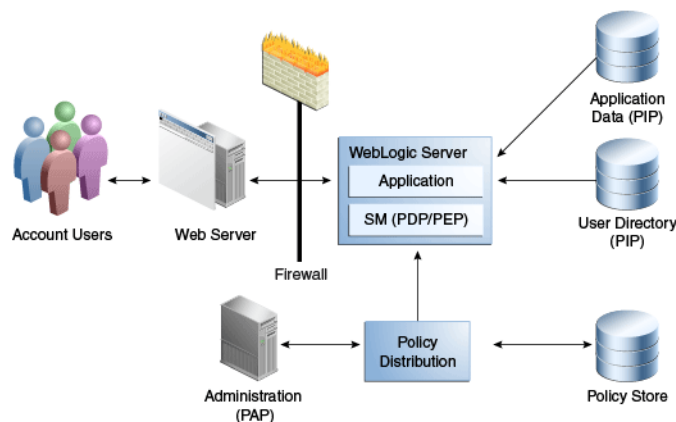 Application
Data (PIP)
WebLogic Server
Application
SM (PDP/PEP)
Account Users
Web Server
User Directory
(PIP)
Firewall
Policy
Distribution
Administration
(PAP)
Policy Store